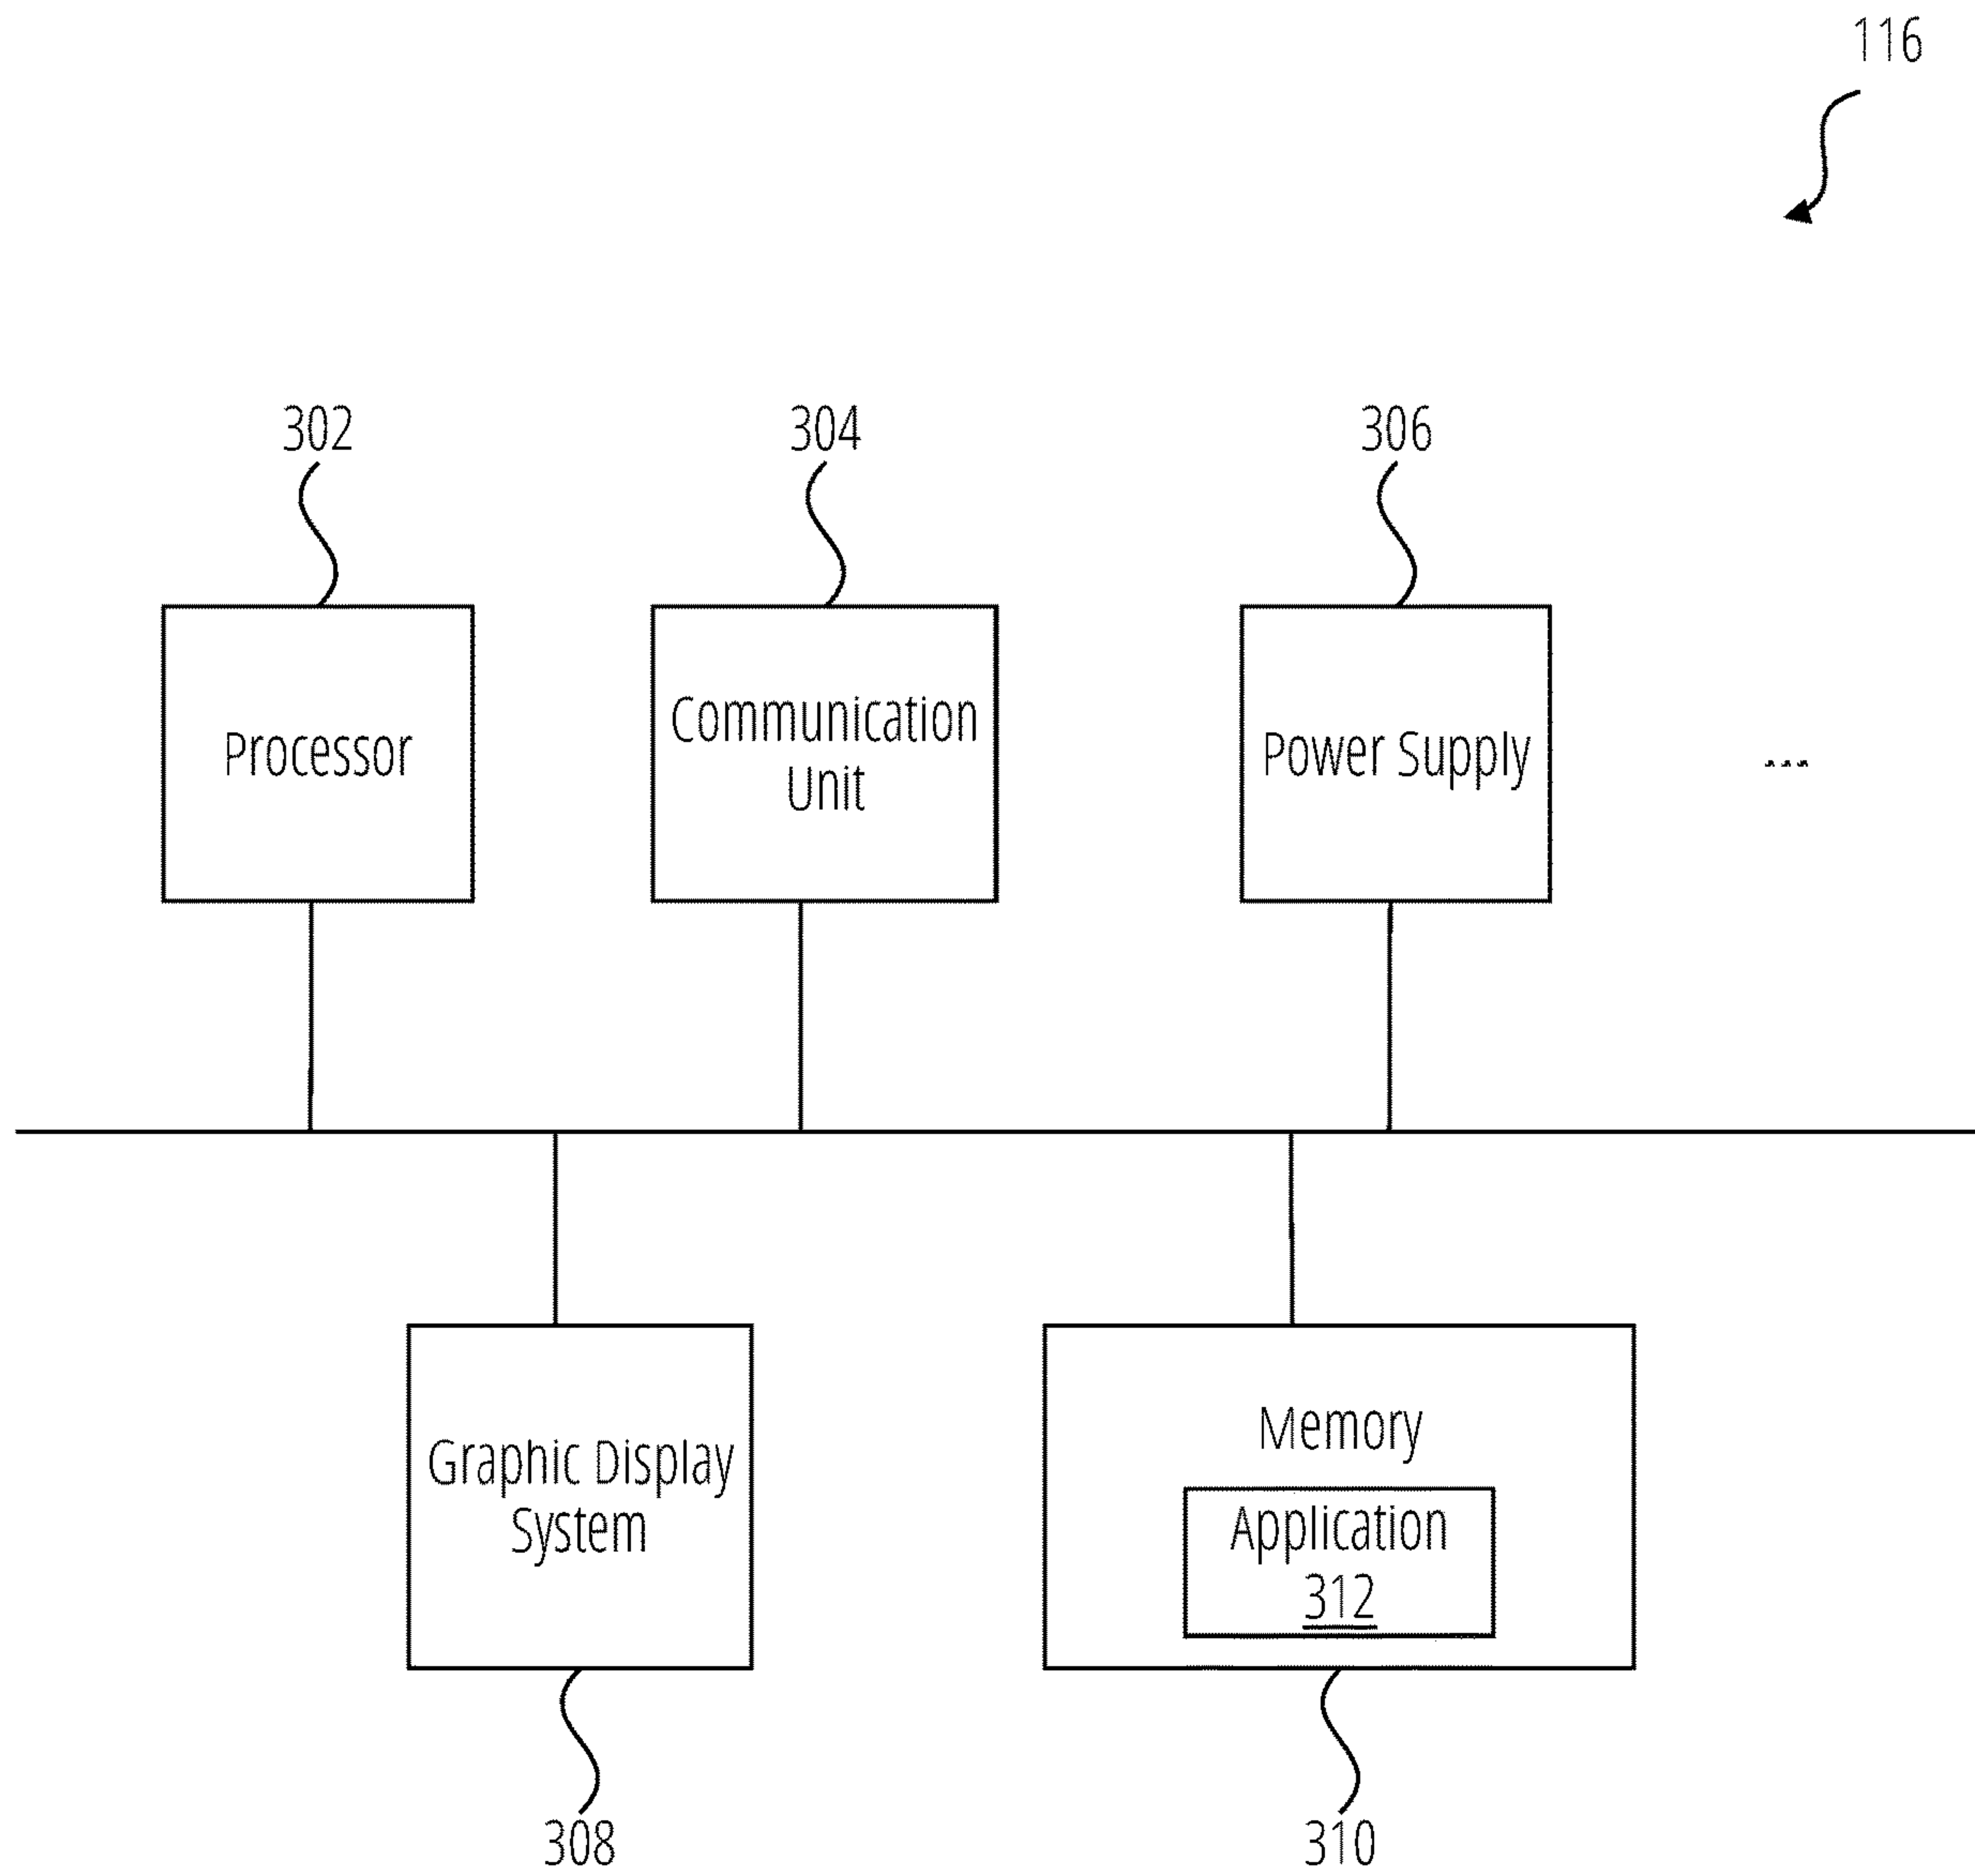 116
302
304
306
Processor
Communication
Unit
Power Supply
...
Graphic Display
System
Memory
Application
312
308
310